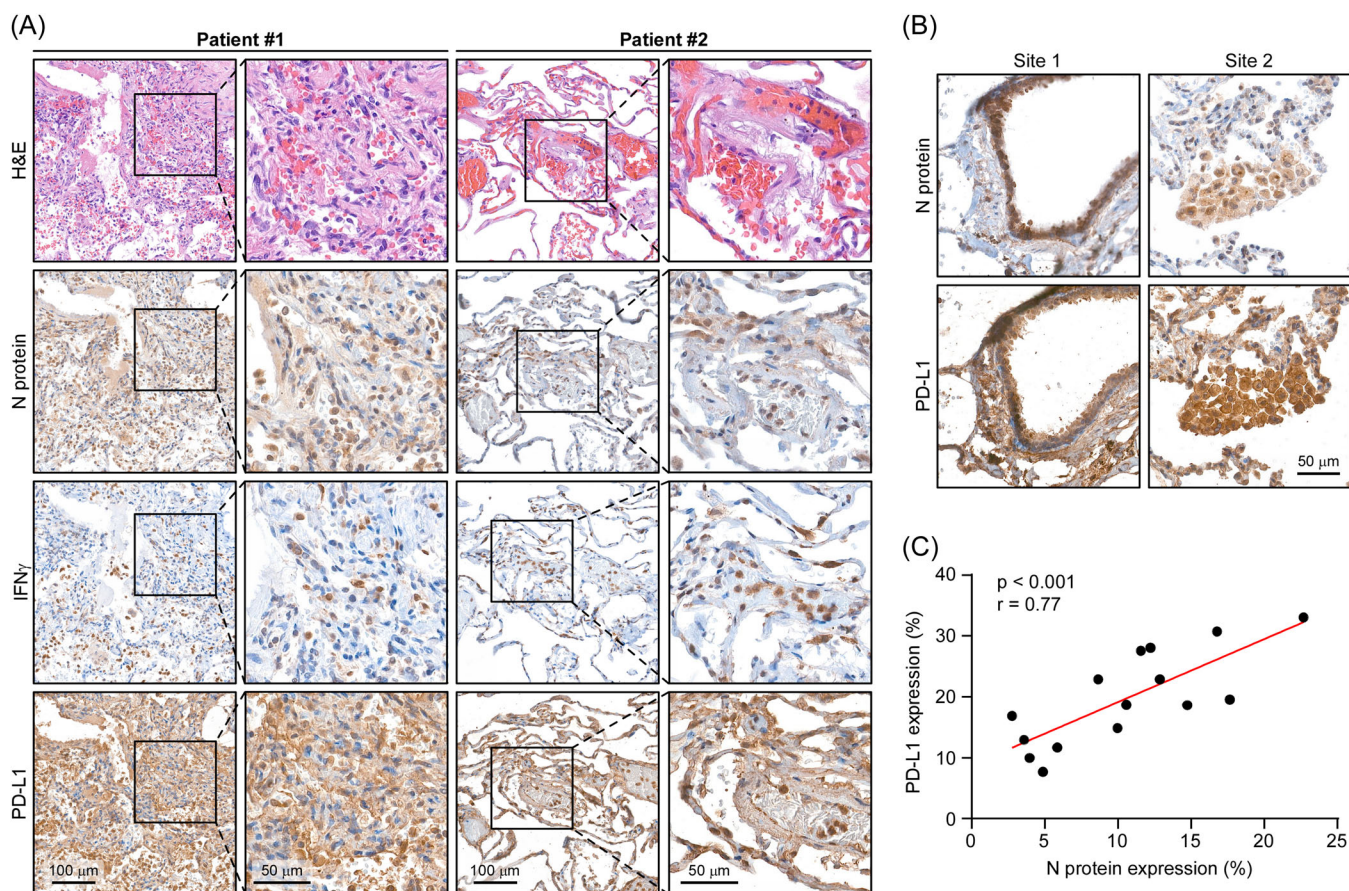 (A)
Patient #1
Patient #2
H&E
N protein
IFNγ
PD-L1
100 μm
50 μm
100 μm
50 μm
(B)
Site 1
Site 2
N protein
PD-L1
50 μm
(C)
p < 0.001
r = 0.77
PD-L1 expression (%)
40
30
20
10
0
0
5
10
15
20
25
N protein expression (%)